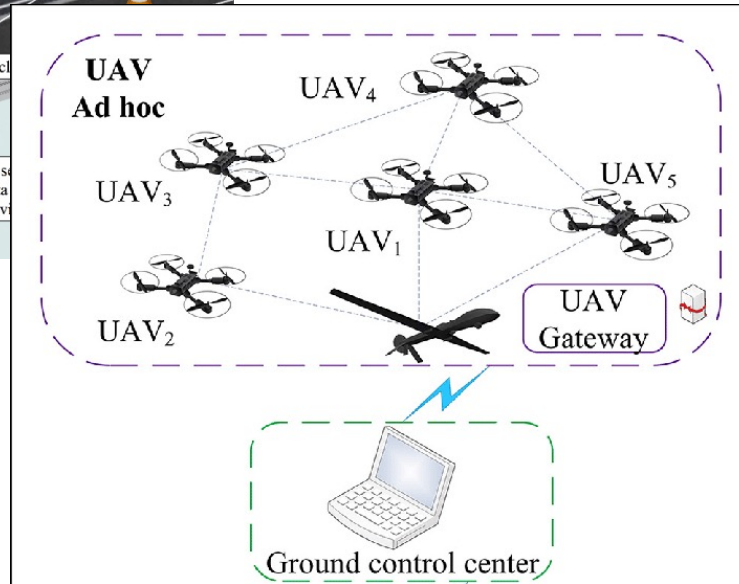 UAV
Ad hoc
UAV₄
UAV₃
UAV₅
UAV₁
UAV₂
UAV
Gateway
Ground control center